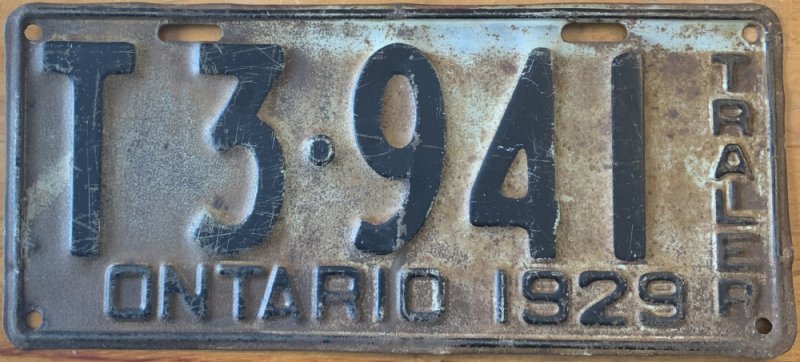 T3·941
ONTARIO 1929
TRALER